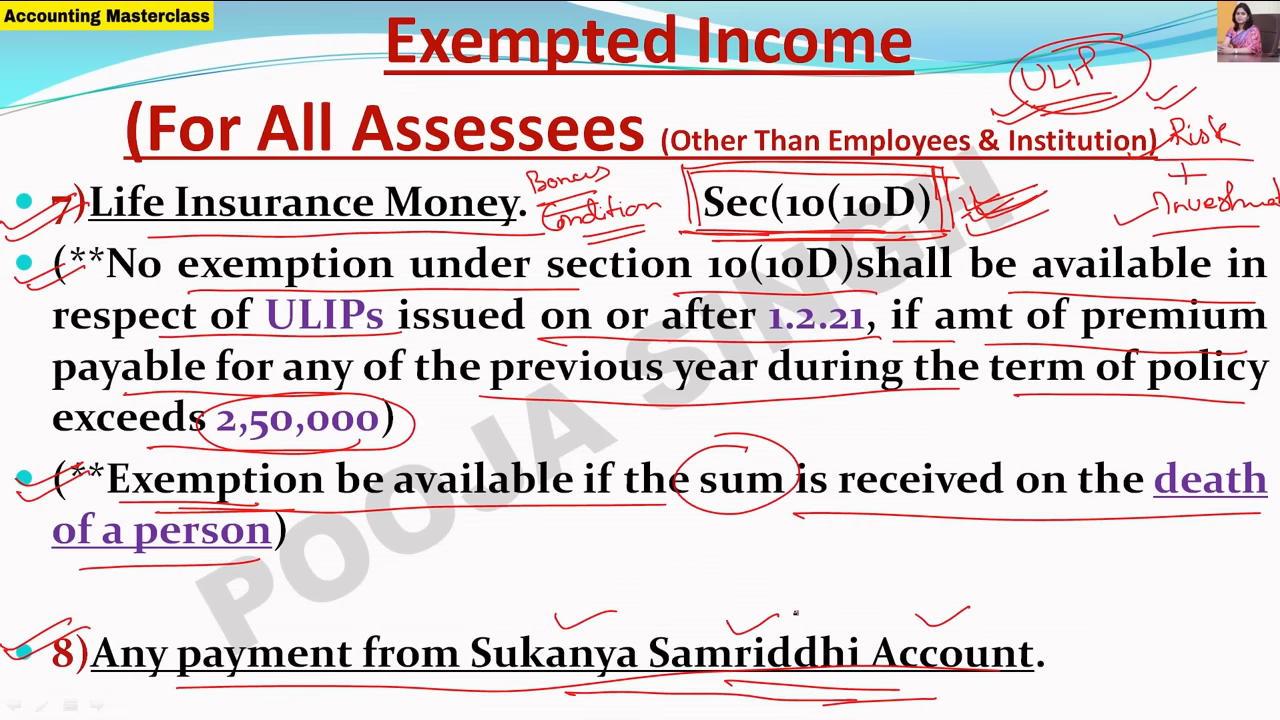 Accounting Masterclass
Exempted Income
ULIP
(For All Assessees (Other Than Employees & Institution)
Risk
+
Investment
7) Life Insurance Money. Bonus Condition Sec(10(10D)
(**No exemption under section 10(10D)shall be available in
respect of ULIPs issued on or after 1.2.21, if amt of premium
payable for any of the previous year during the term of policy
exceeds 2,50,000)
(**Exemption be available if the sum is received on the death
of a person)
8)Any payment from Sukanya Samriddhi Account.
POOJA SINGH